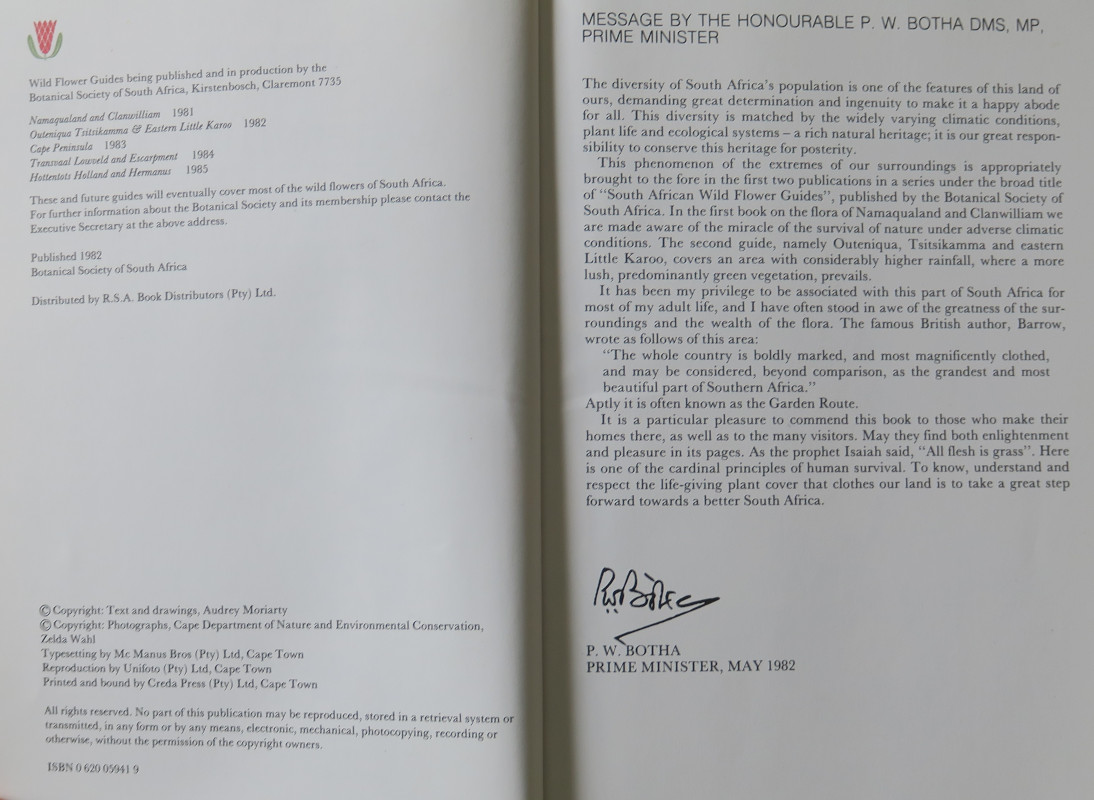 Wild Flower Guides being published and in production by the
Botanical Society of South Africa, Kirstenbosch, Claremont 7735
Namaqualand and Clanwilliam 1981
Outeniqua Tsitsikamma & Eastern Little Karoo 1982
Cape Peninsula 1983
Transvaal Lowveld and Escarpment 1984
Hottentots Holland and Hermanus 1985
These and future guides will eventually cover most of the wild flowers of South Africa.
For further information about the Botanical Society and its membership please contact the
Executive Secretary at the above address.
Published 1982
Botanical Society of South Africa
Distributed by R.S.A. Book Distributors (Pty) Ltd.
© Copyright: Text and drawings, Audrey Moriarty
© Copyright: Photographs, Cape Department of Nature and Environmental Conservation,
Zelda Wahl
Typesetting by Mc Manus Bros (Pty) Ltd, Cape Town
Reproduction by Unifoto (Pty) Ltd, Cape Town
Printed and bound by Creda Press (Pty) Ltd, Cape Town
All rights reserved. No part of this publication may be reproduced, stored in a retrieval system or
transmitted, in any form or by any means, electronic, mechanical, photocopying, recording or
otherwise, without the permission of the copyright owners.
ISBN 0 620 05941 9
MESSAGE BY THE HONOURABLE P. W. BOTHA DMS, MP,
PRIME MINISTER
The diversity of South Africa's population is one of the features of this land of
ours, demanding great determination and ingenuity to make it a happy abode
for all. This diversity is matched by the widely varying climatic conditions,
plant life and ecological systems – a rich natural heritage; it is our great respon-
sibility to conserve this heritage for posterity.
This phenomenon of the extremes of our surroundings is appropriately
brought to the fore in the first two publications in a series under the broad title
of "South African Wild Flower Guides", published by the Botanical Society of
South Africa. In the first book on the flora of Namaqualand and Clanwilliam we
are made aware of the miracle of the survival of nature under adverse climatic
conditions. The second guide, namely Outeniqua, Tsitsikamma and eastern
Little Karoo, covers an area with considerably higher rainfall, where a more
lush, predominantly green vegetation, prevails.
It has been my privilege to be associated with this part of South Africa for
most of my adult life, and I have often stood in awe of the greatness of the sur-
roundings and the wealth of the flora. The famous British author, Barrow,
wrote as follows of this area:
"The whole country is boldly marked, and most magnificently clothed,
and may be considered, beyond comparison, as the grandest and most
beautiful part of Southern Africa."
Aptly it is often known as the Garden Route.
It is a particular pleasure to commend this book to those who make their
homes there, as well as to the many visitors. May they find both enlightenment
and pleasure in its pages. As the prophet Isaiah said, "All flesh is grass". Here
is one of the cardinal principles of human survival. To know, understand and
respect the life-giving plant cover that clothes our land is to take a great step
forward towards a better South Africa.
PW Botha
P. W. BOTHA
PRIME MINISTER, MAY 1982